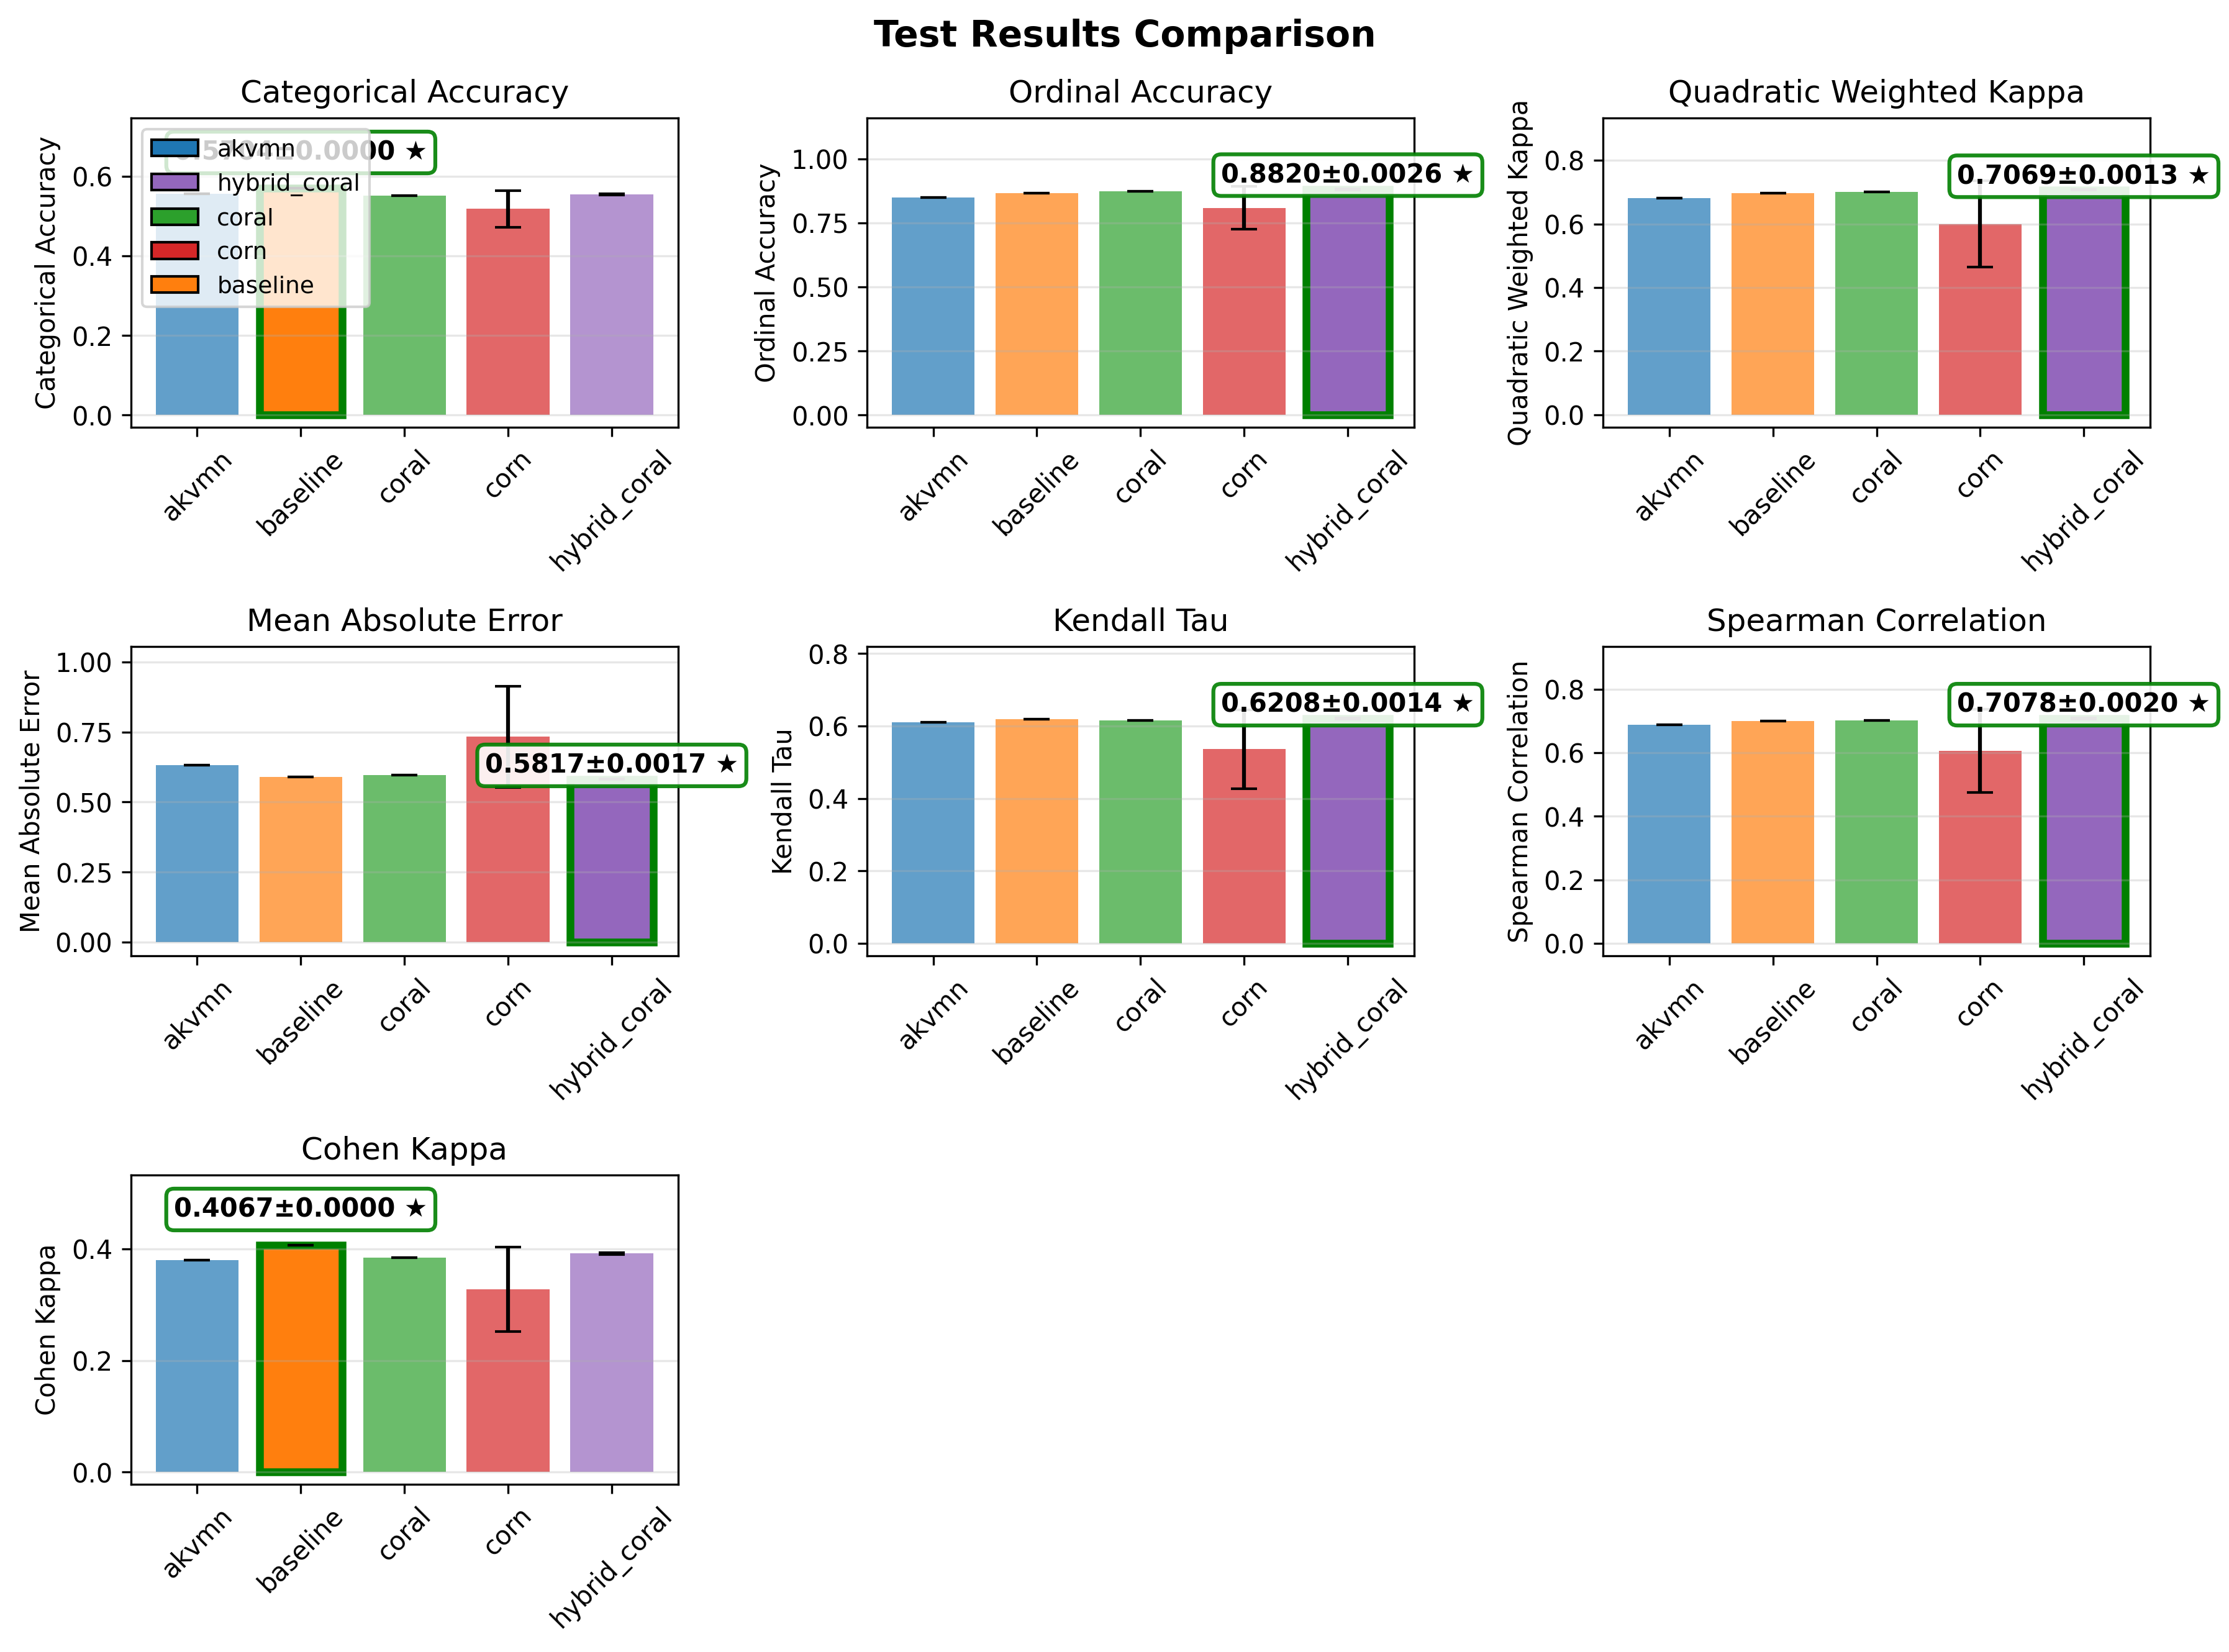 Test Results Comparison
Categorical Accuracy
Categorical Accuracy
0.6
0.4
0.2
0.0
00 ★
akvmn
hybrid_coral
coral
corn
baseline
akvmn
baseline
coral
corn
hybrid_coral
Ordinal Accuracy
Ordinal Accuracy
1.00
0.75
0.50
0.25
0.00
0.8820±0.0026 ★
akvmn
baseline
coral
corn
hybrid_coral
Quadratic Weighted Kappa
Quadratic Weighted Kappa
0.8
0.6
0.4
0.2
0.0
0.7069±0.0013 ★
akvmn
baseline
coral
corn
hybrid_coral
Mean Absolute Error
Mean Absolute Error
1.00
0.75
0.50
0.25
0.00
0.5817±0.0017 ★
akvmn
baseline
coral
corn
hybrid_coral
Kendall Tau
Kendall Tau
0.8
0.6
0.4
0.2
0.0
0.6208±0.0014 ★
akvmn
baseline
coral
corn
hybrid_coral
Spearman Correlation
Spearman Correlation
0.8
0.6
0.4
0.2
0.0
0.7078±0.0020 ★
akvmn
baseline
coral
corn
hybrid_coral
Cohen Kappa
Cohen Kappa
0.4
0.2
0.0
0.4067±0.0000 ★
akvmn
baseline
coral
corn
hybrid_coral